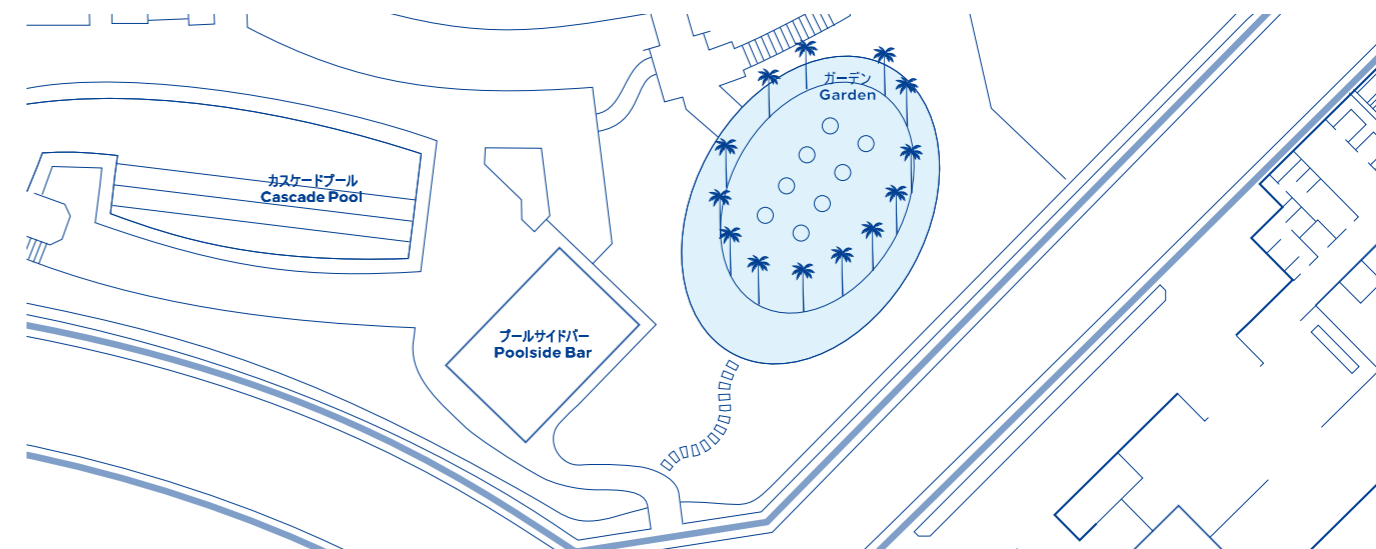 ガーデン
Garden
カスケードプール
Cascade Pool
プールサイドバー
Poolside Bar